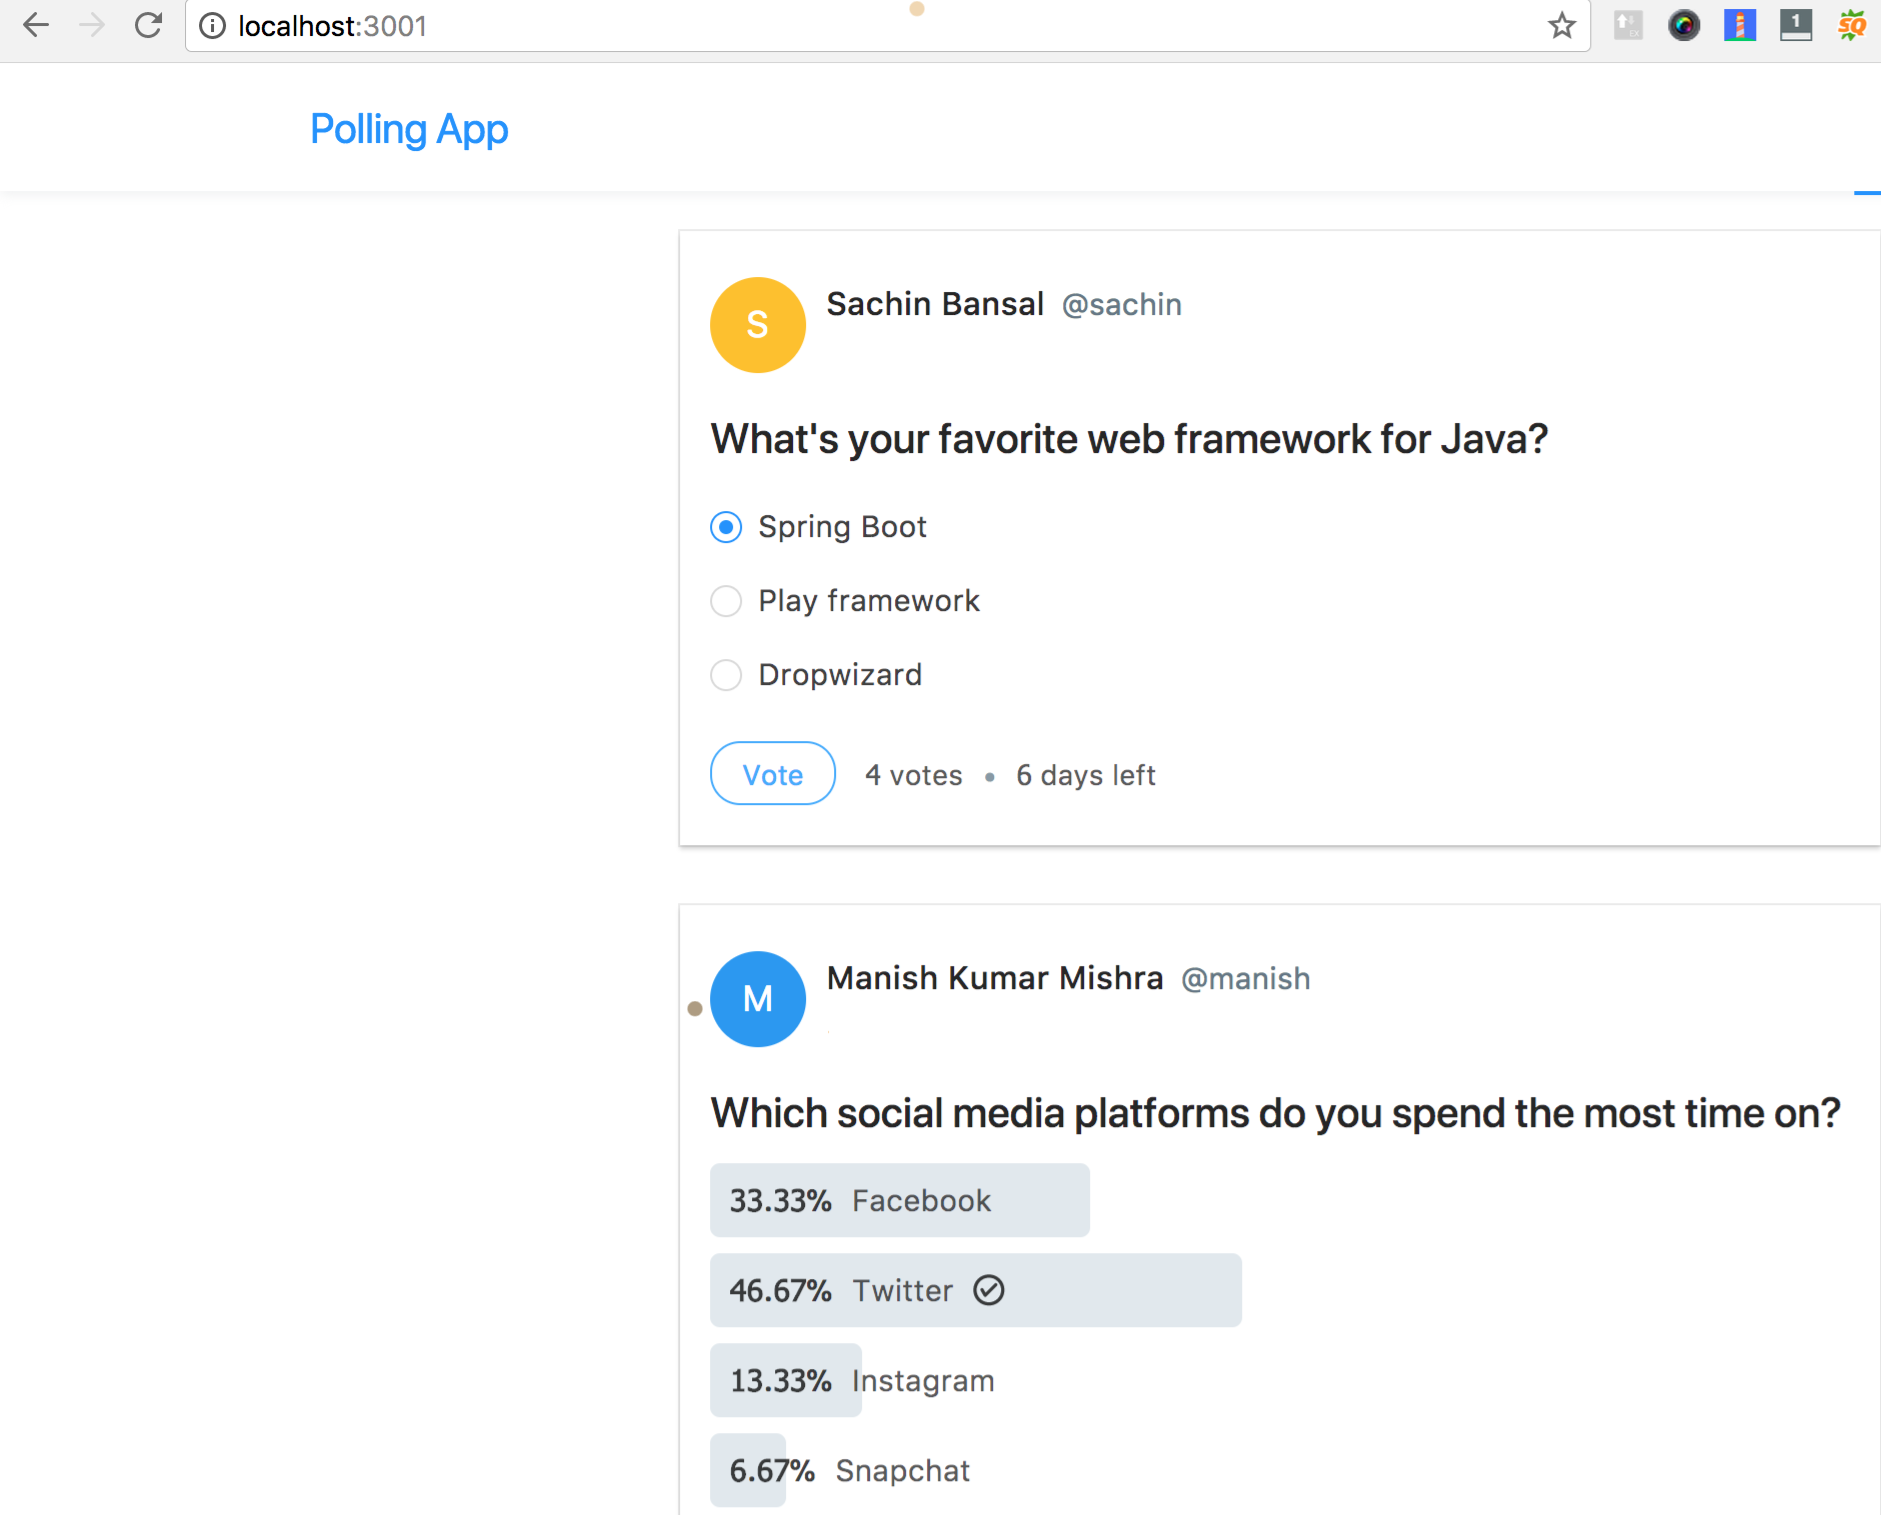 localhost:3001
1
SQ
Polling App
S
Sachin Bansal @sachin
What's your favorite web framework for Java?
Spring Boot
Play framework
Dropwizard
Vote 4 votes • 6 days left
M
Manish Kumar Mishra @manish
Which social media platforms do you spend the most time on?
33.33% Facebook
46.67% Twitter
13.33% Instagram
6.67% Snapchat